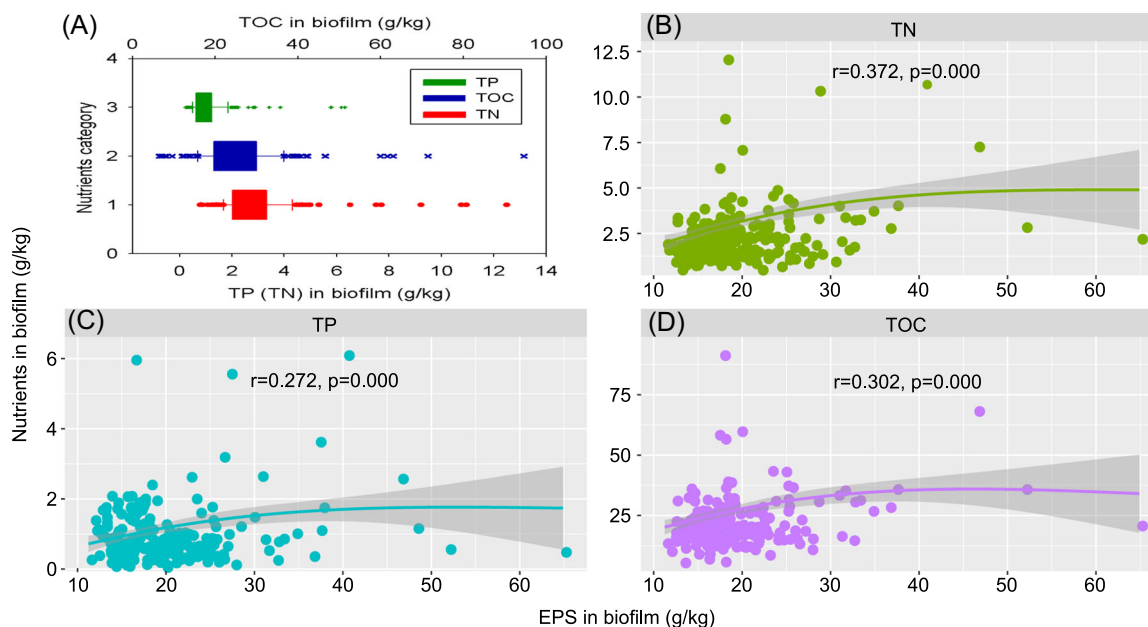 (A)
TOC in biofilm (g/kg)
0 20 40 60 80 100
4
3
2
1
0
Nutrients category
TP
TOC
TN
0 2 4 6 8 10 12 14
TP (TN) in biofilm (g/kg)
(B)
TN
12.5
10.0
7.5
5.0
2.5
r=0.372, p=0.000
10 20 30 40 50 60
Nutrients in biofilm (g/kg)
(C)
TP
6
4
2
0
r=0.272, p=0.000
10 20 30 40 50 60
(D)
TOC
75
50
25
r=0.302, p=0.000
10 20 30 40 50 60
EPS in biofilm (g/kg)